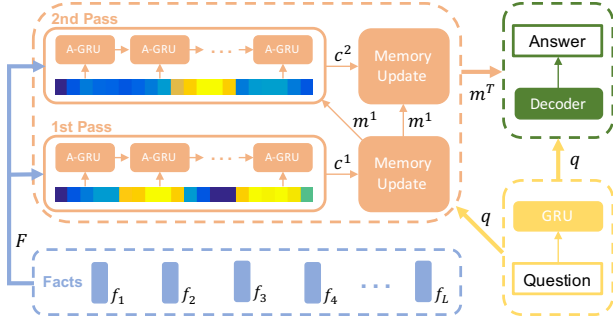 2nd Pass
A-GRU A-GRU . . . A-GRU
c^2
Memory
Update
m^1 m^1
m^T
Answer
Decoder
1st Pass
A-GRU A-GRU . . . A-GRU
c^1
Memory
Update
q
q
GRU
Question
F
Facts
f_1 f_2 f_3 f_4 . . . f_L